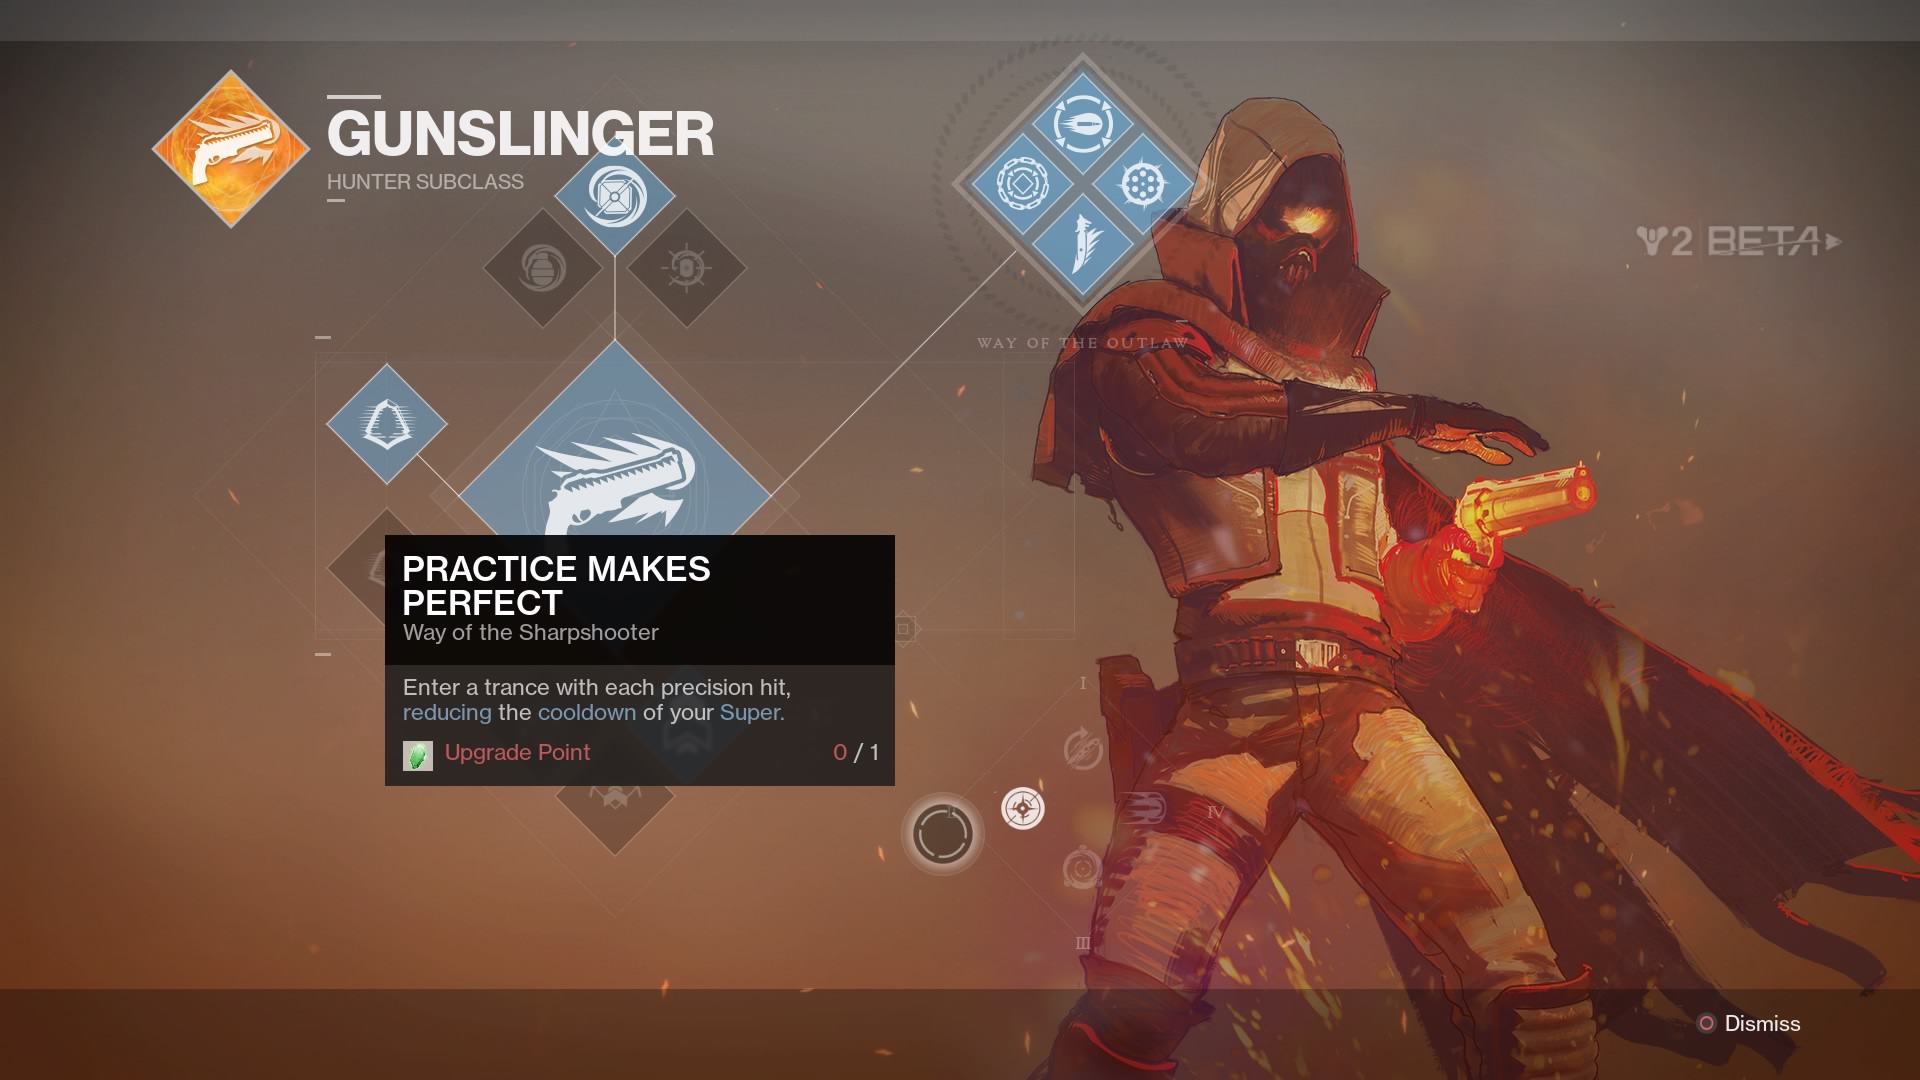 GUNSLINGER
HUNTER SUBCLASS
2 BETA
WAY OF THE OUTLAW
PRACTICE MAKES
PERFECT
Way of the Sharpshooter
Enter a trance with each precision hit,
reducing the cooldown of your Super.
Upgrade Point 0 / 1
I
IV
III
Dismiss